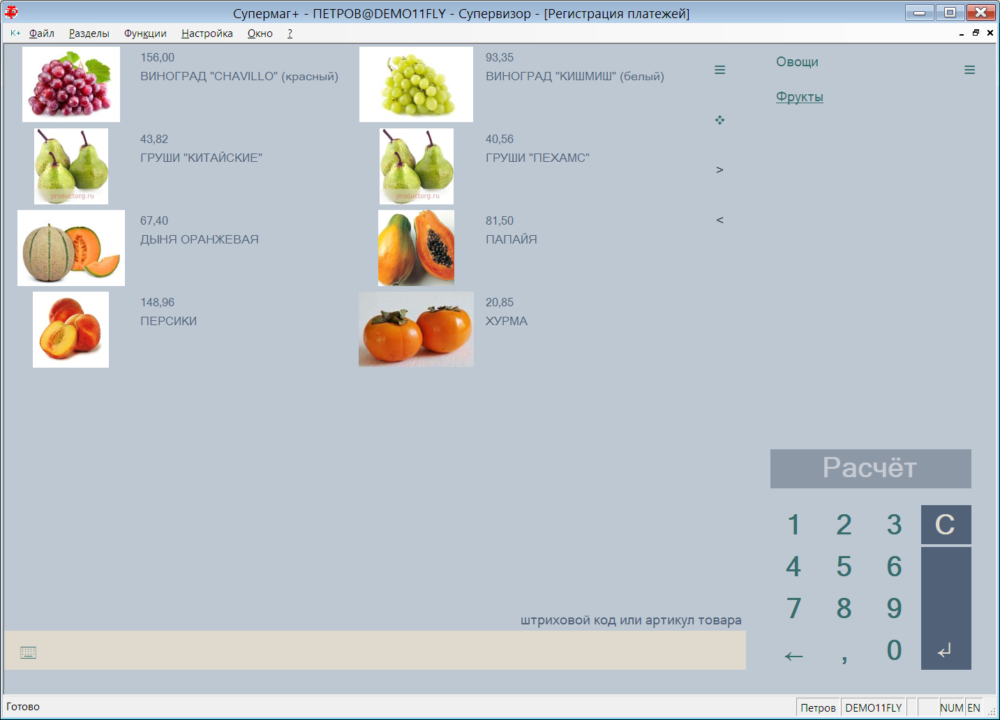 Супермаг+ - ПЕТРОВ@DEMO11FLY - Супервизор - [Регистрация платежей]
K+ Файл Разделы Функции Настройка Окно ?
156,00
ВИНОГРАД "CHAVILLO" (красный)
93,35
ВИНОГРАД "КИШМИШ" (белый)
Овощи
Фрукты
43,82
ГРУШИ "КИТАЙСКИЕ"
productorg.ru
40,56
ГРУШИ "ПЕХАМС"
productorg.ru
>
67,40
ДЫНЯ ОРАНЖЕВАЯ
81,50
ПАПАЙЯ
<
148,96
ПЕРСИКИ
20,85
ХУРМА
Расчёт
1 2 3 C
4 5 6
7 8 9
← , 0 ↵
штриховой код или артикул товара
Готово
Петров DEMO11FLY NUM EN